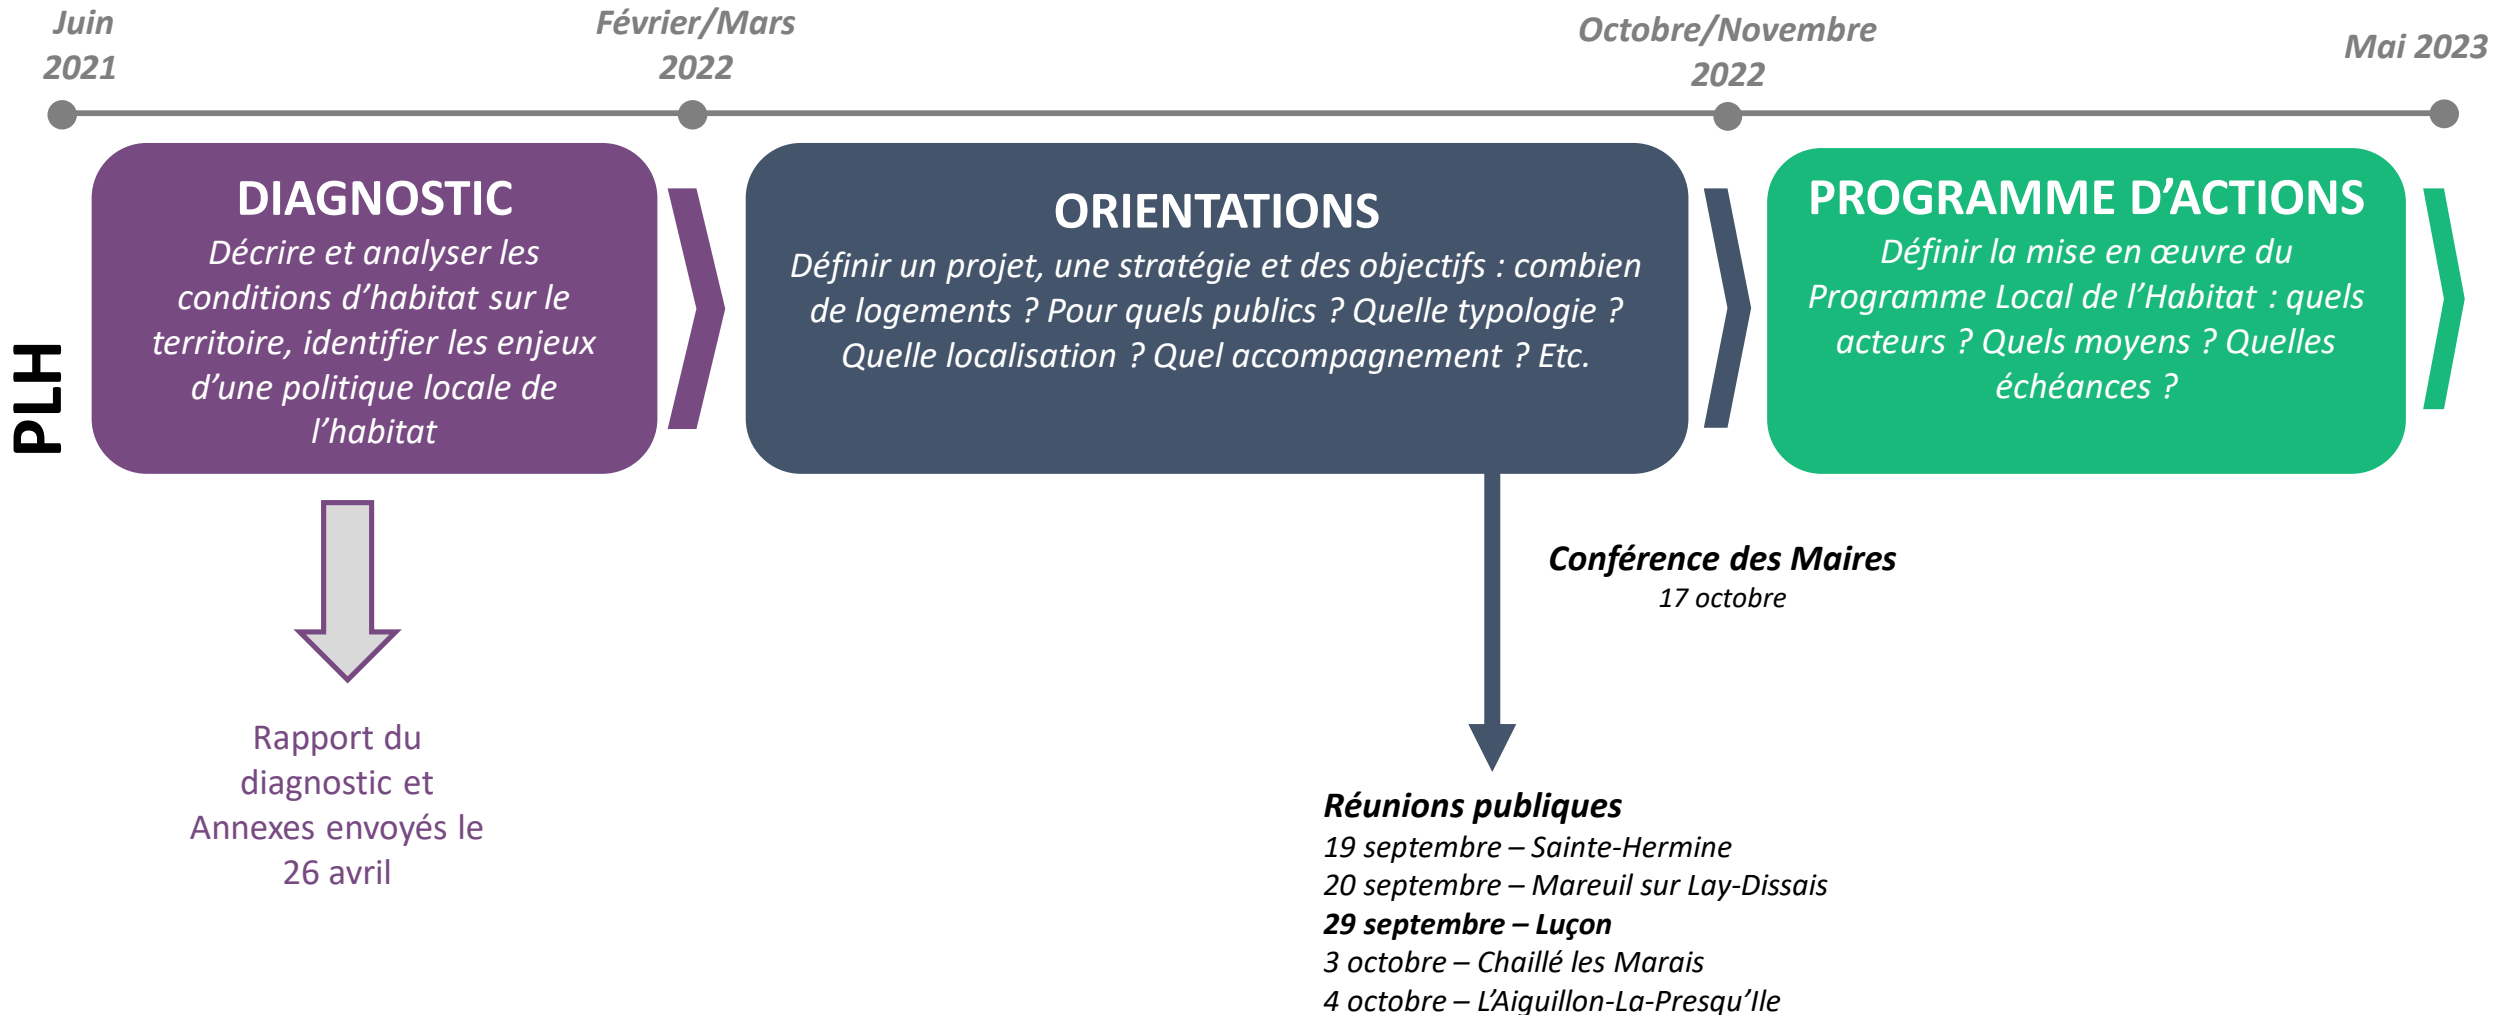 Juin
2021
Février/Mars
2022
Octobre/Novembre
2022
Mai 2023
PLH
DIAGNOSTIC
Décrire et analyser les
conditions d’habitat sur le
territoire, identifier les enjeux
d’une politique locale de
l’habitat
ORIENTATIONS
Définir un projet, une stratégie et des objectifs : combien
de logements ? Pour quels publics ? Quelle typologie ?
Quelle localisation ? Quel accompagnement ? Etc.
PROGRAMME D’ACTIONS
Définir la mise en œuvre du
Programme Local de l’Habitat : quels
acteurs ? Quels moyens ? Quelles
échéances ?
Rapport du
diagnostic et
Annexes envoyés le
26 avril
Conférence des Maires
17 octobre
Réunions publiques
19 septembre – Sainte-Hermine
20 septembre – Mareuil sur Lay-Dissais
29 septembre – Luçon
3 octobre – Chaillé les Marais
4 octobre – L’Aiguillon-La-Presqu’Ile